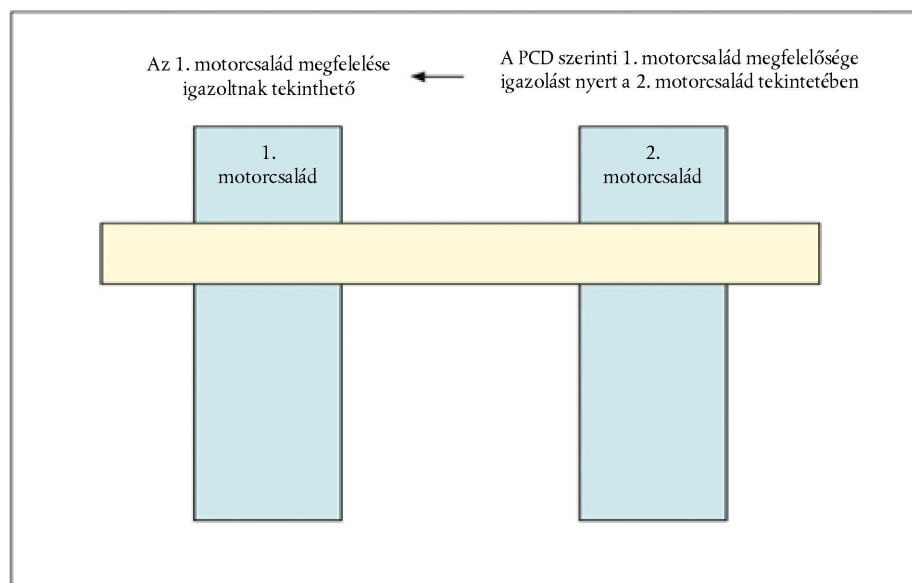 Az 1. motorcsalád megfelelése
igazoltnak tekinthető
A PCD szerinti 1. motorcsalád megfelelősége
igazolást nyert a 2. motorcsalád tekintetében
1.
motorcsalád
2.
motorcsalád